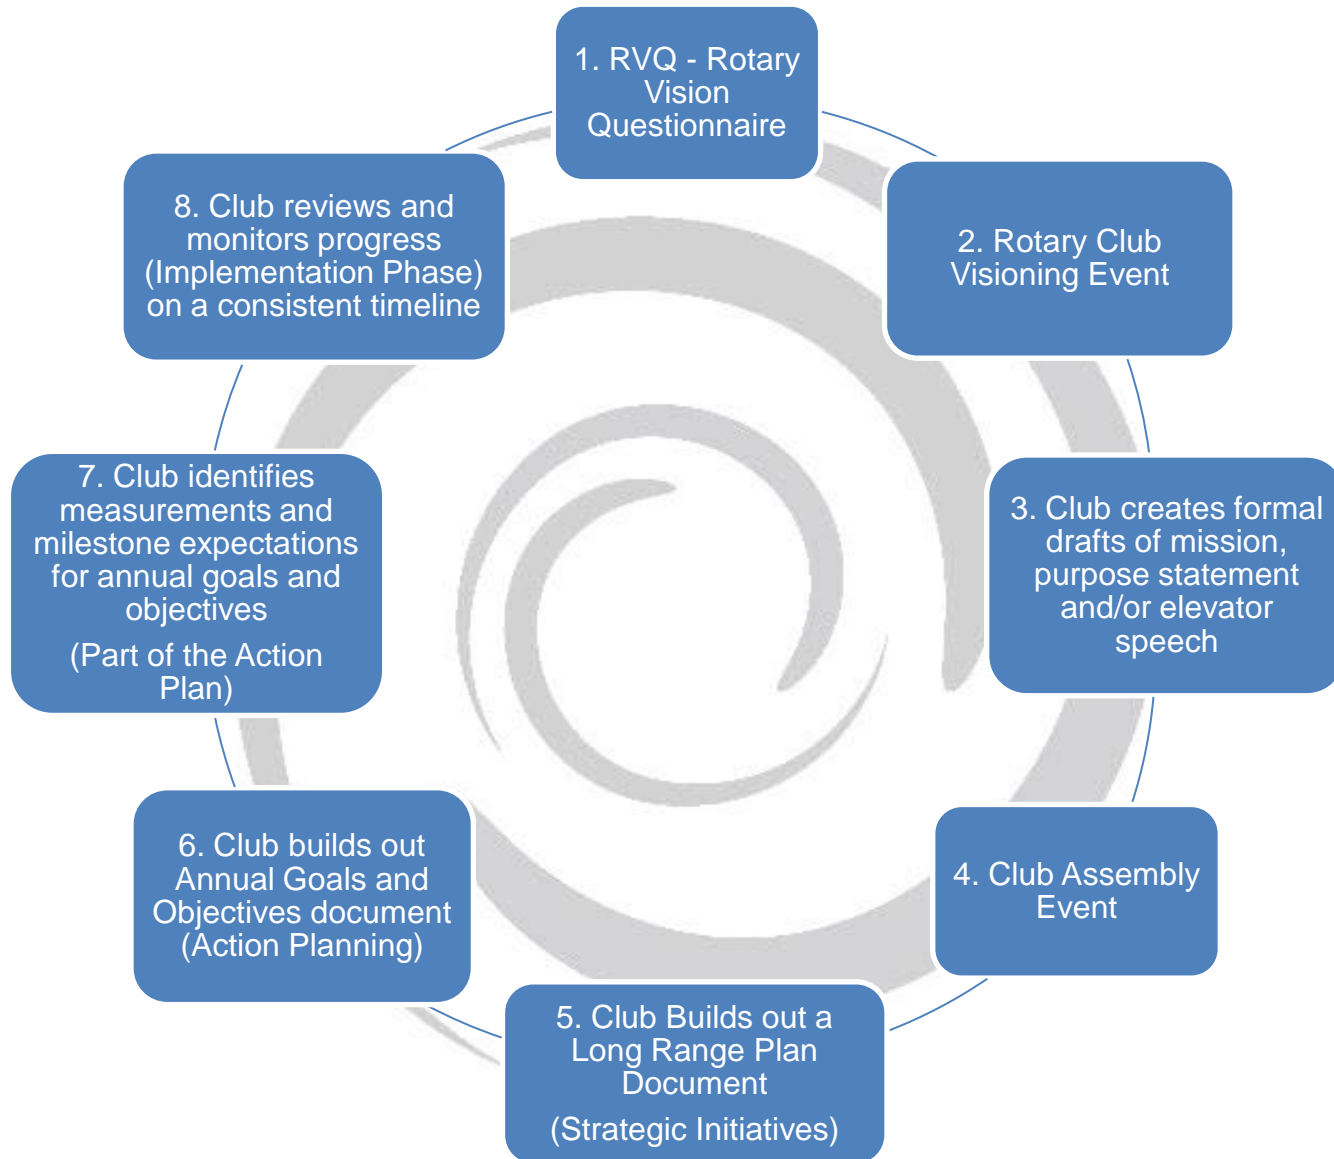 1. RVQ - Rotary
Vision
Questionnaire
2. Rotary Club
Visioning Event
3. Club creates formal
drafts of mission,
purpose statement
and/or elevator
speech
4. Club Assembly
Event
5. Club Builds out a
Long Range Plan
Document
(Strategic Initiatives)
6. Club builds out
Annual Goals and
Objectives document
(Action Planning)
7. Club identifies
measurements and
milestone expectations
for annual goals and
objectives
(Part of the Action
Plan)
8. Club reviews and
monitors progress
(Implementation Phase)
on a consistent timeline